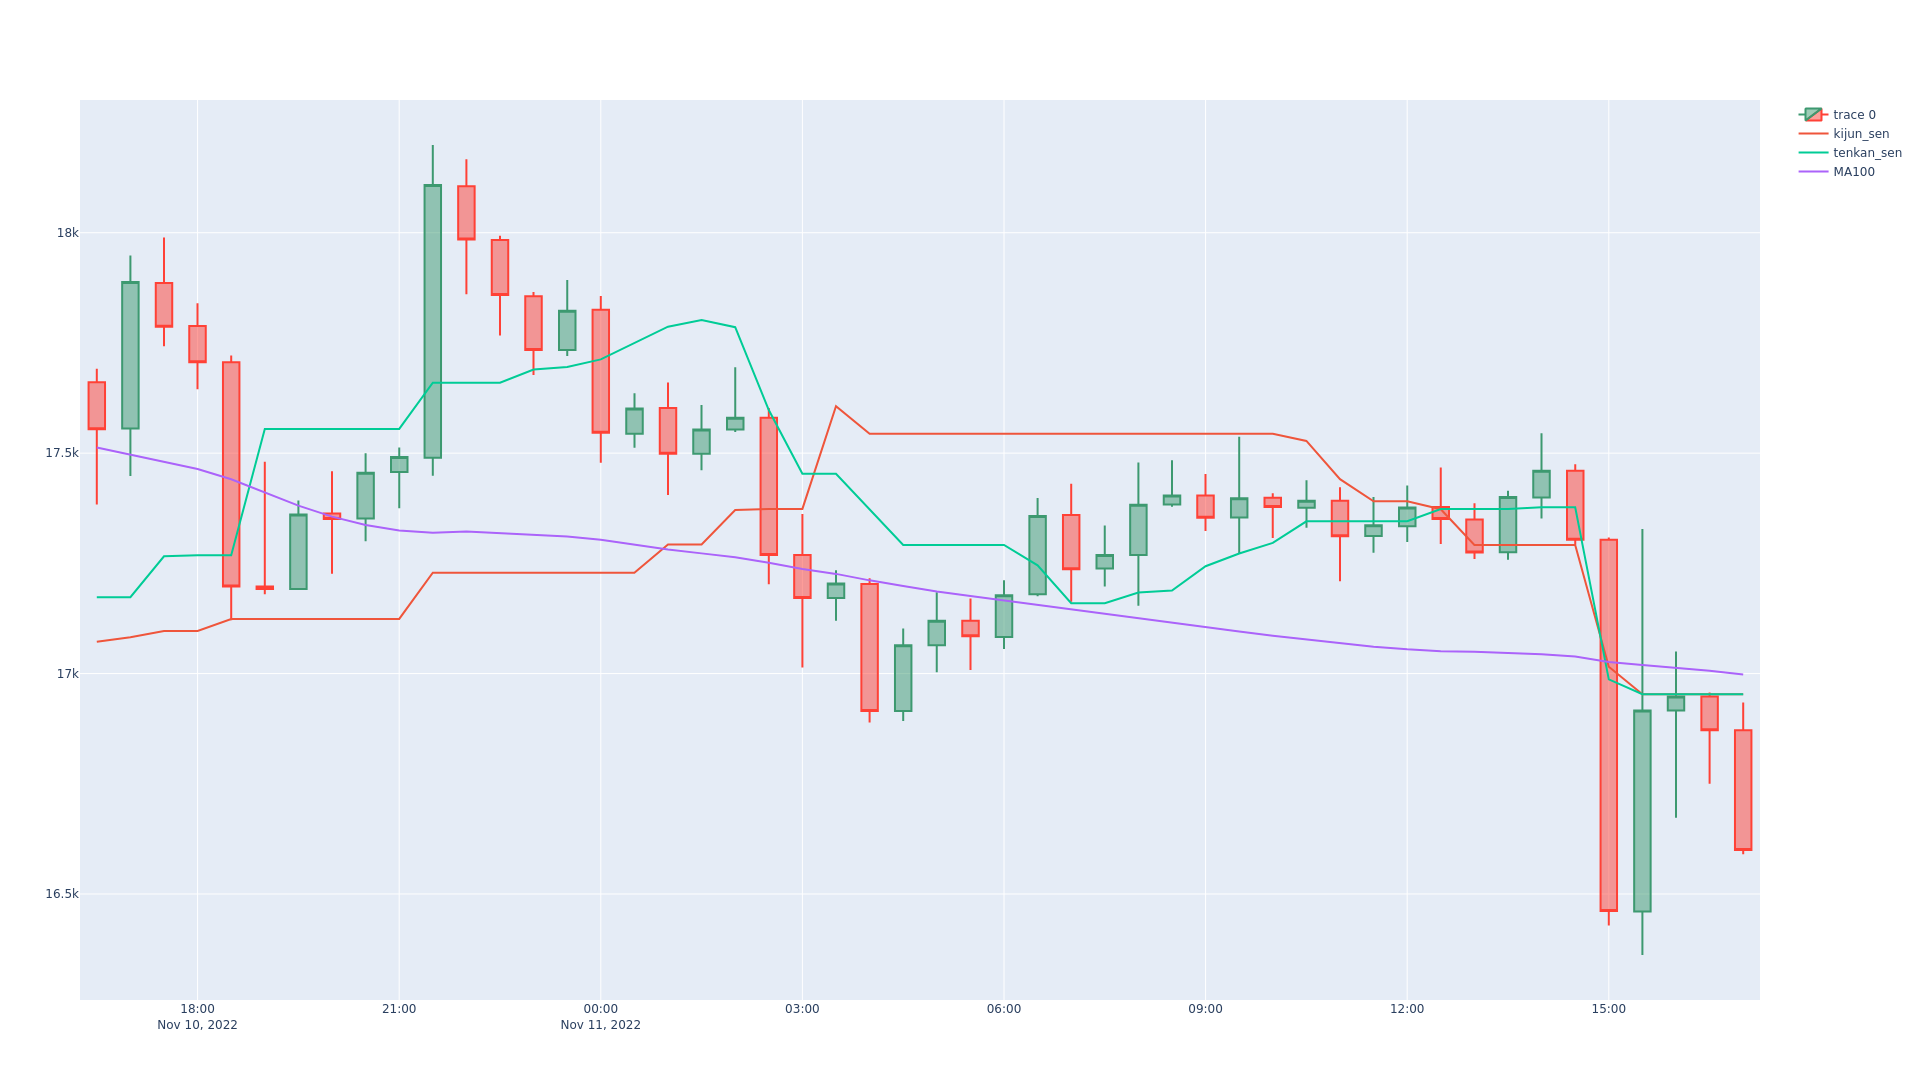 trace 0
kijun_sen
tenkan_sen
MA100
18k
17.5k
17k
16.5k
18:00 21:00 00:00 03:00 06:00 09:00 12:00 15:00
Nov 10, 2022 Nov 11, 2022